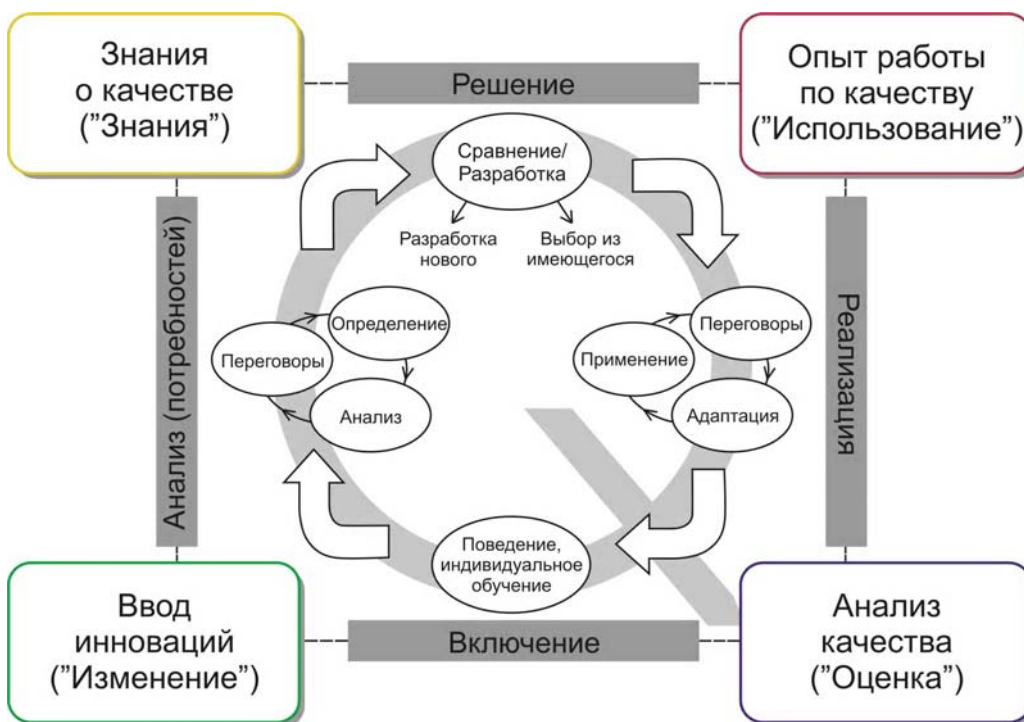 Знания
о качестве
("Знания")
Решение
Опыт работы
по качеству
("Использование")
Сравнение/
Разработка
Разработка
нового
Выбор из
имеющегося
Анализ (потребностей)
Определение
Переговоры
Анализ
Переговоры
Применение
Адаптация
Реализация
Поведение,
индивидуальное
обучение
Ввод
инноваций
("Изменение")
Включение
Анализ
качества
("Оценка")